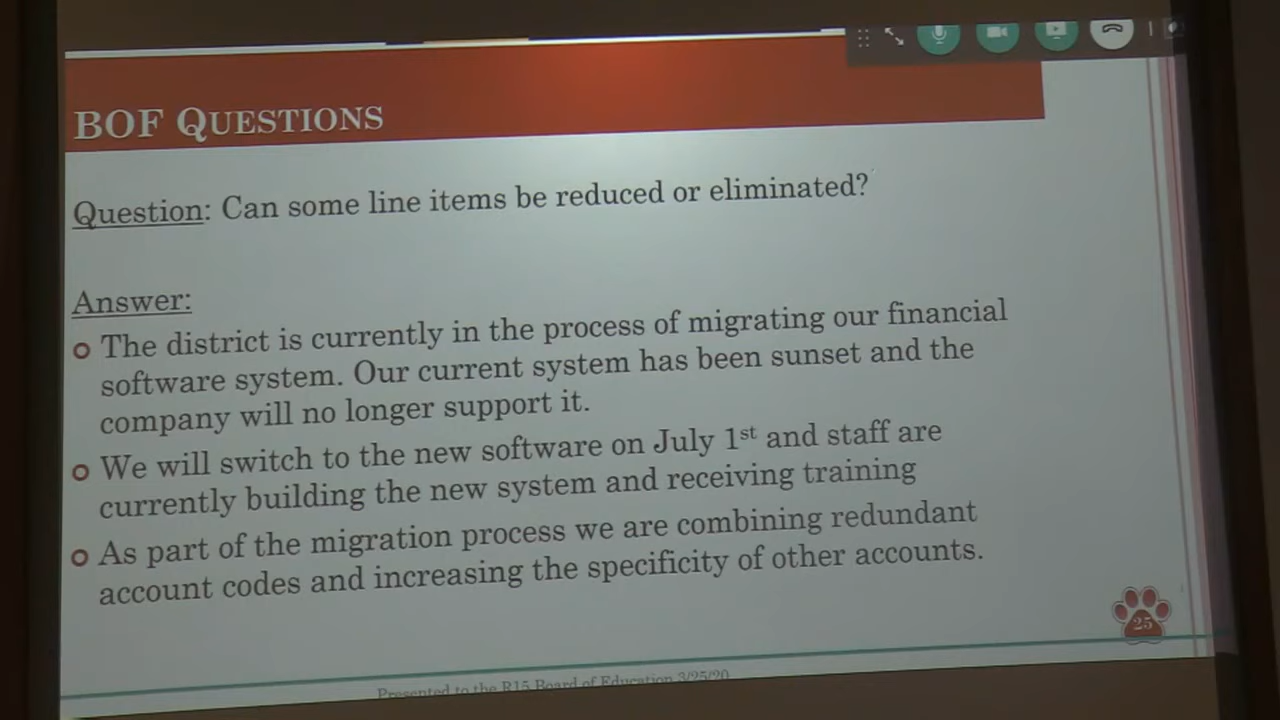 BOF QUESTIONS
Question: Can some line items be reduced or eliminated?
Answer:
The district is currently in the process of migrating our financial
software system. Our current system has been sunset and the
company will no longer support it.
We will switch to the new software on July 1st and staff are
currently building the new system and receiving training
As part of the migration process we are combining redundant
account codes and increasing the specificity of other accounts.
25
Presented to the R15 Board of Education 3/25/20